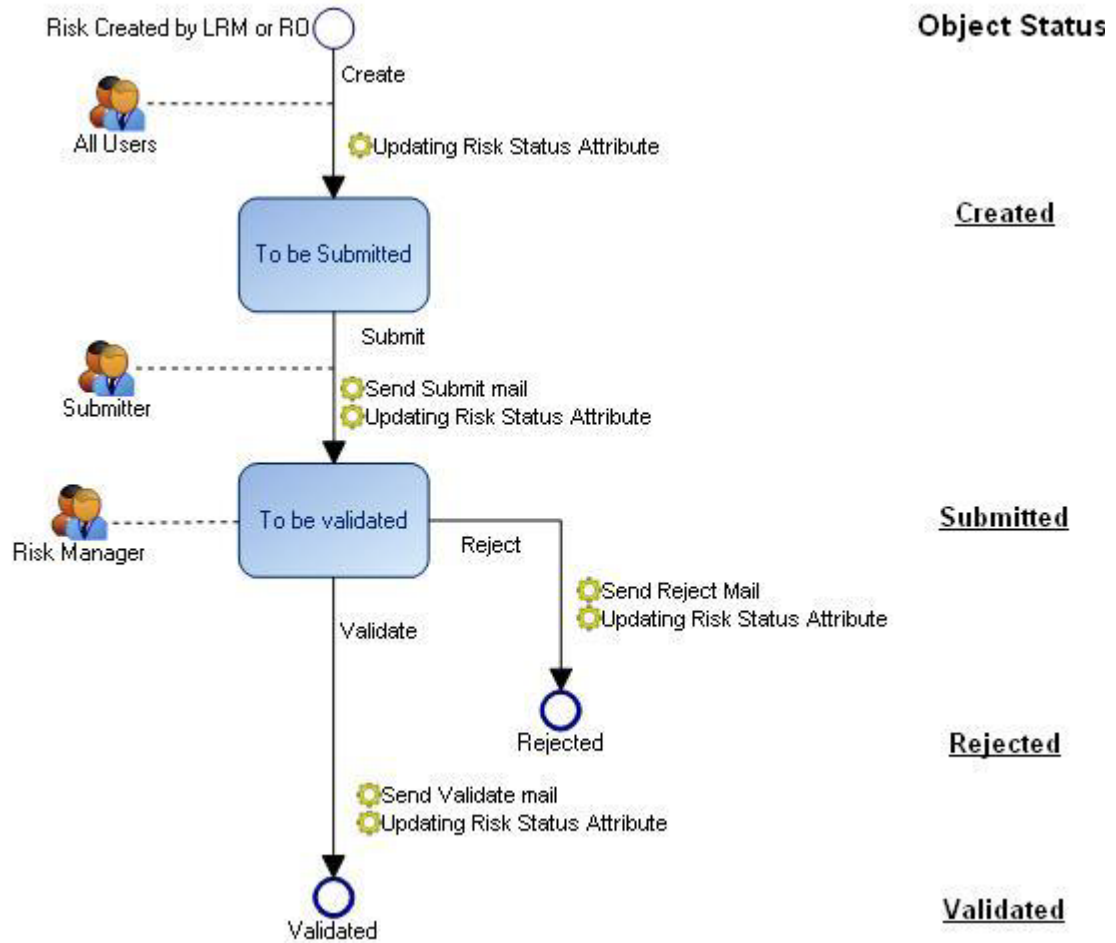 Risk Created by LRM or RO
Object Status
Create
All Users
Updating Risk Status Attribute
Created
To be Submitted
Submit
Submitter
Send Submit mail
Updating Risk Status Attribute
To be validated
Submitted
Risk Manager
Reject
Send Reject Mail
Updating Risk Status Attribute
Validate
Rejected
Rejected
Send Validate mail
Updating Risk Status Attribute
Validated
Validated